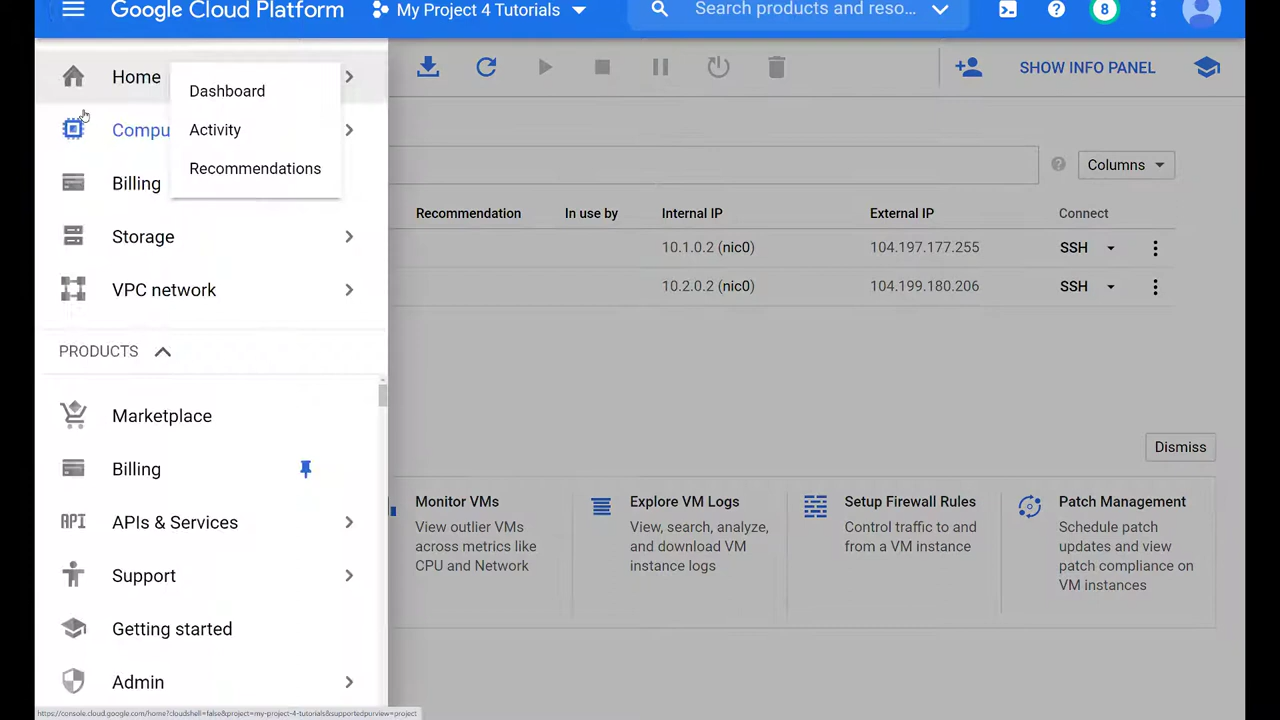 Google Cloud Platform
My Project 4 Tutorials
Search products and reso...
8
Home
Dashboard
Activity
Recommendations
Compu
Billing
Storage
VPC network
PRODUCTS
Marketplace
Billing
API APIs & Services
Support
Getting started
Admin
SHOW INFO PANEL
Columns
Recommendation In use by Internal IP External IP Connect
10.1.0.2 (nic0) 104.197.177.255 SSH
10.2.0.2 (nic0) 104.199.180.206 SSH
Dismiss
Monitor VMs
View outlier VMs
across metrics like
CPU and Network
Explore VM Logs
View, search, analyze,
and download VM
instance logs
Setup Firewall Rules
Control traffic to and
from a VM instance
Patch Management
Schedule patch
updates and view
patch compliance on
VM instances
https://console.cloud.google.com/home?cloudshell=false&project=my-project-4-tutorials&supportedpurview=project